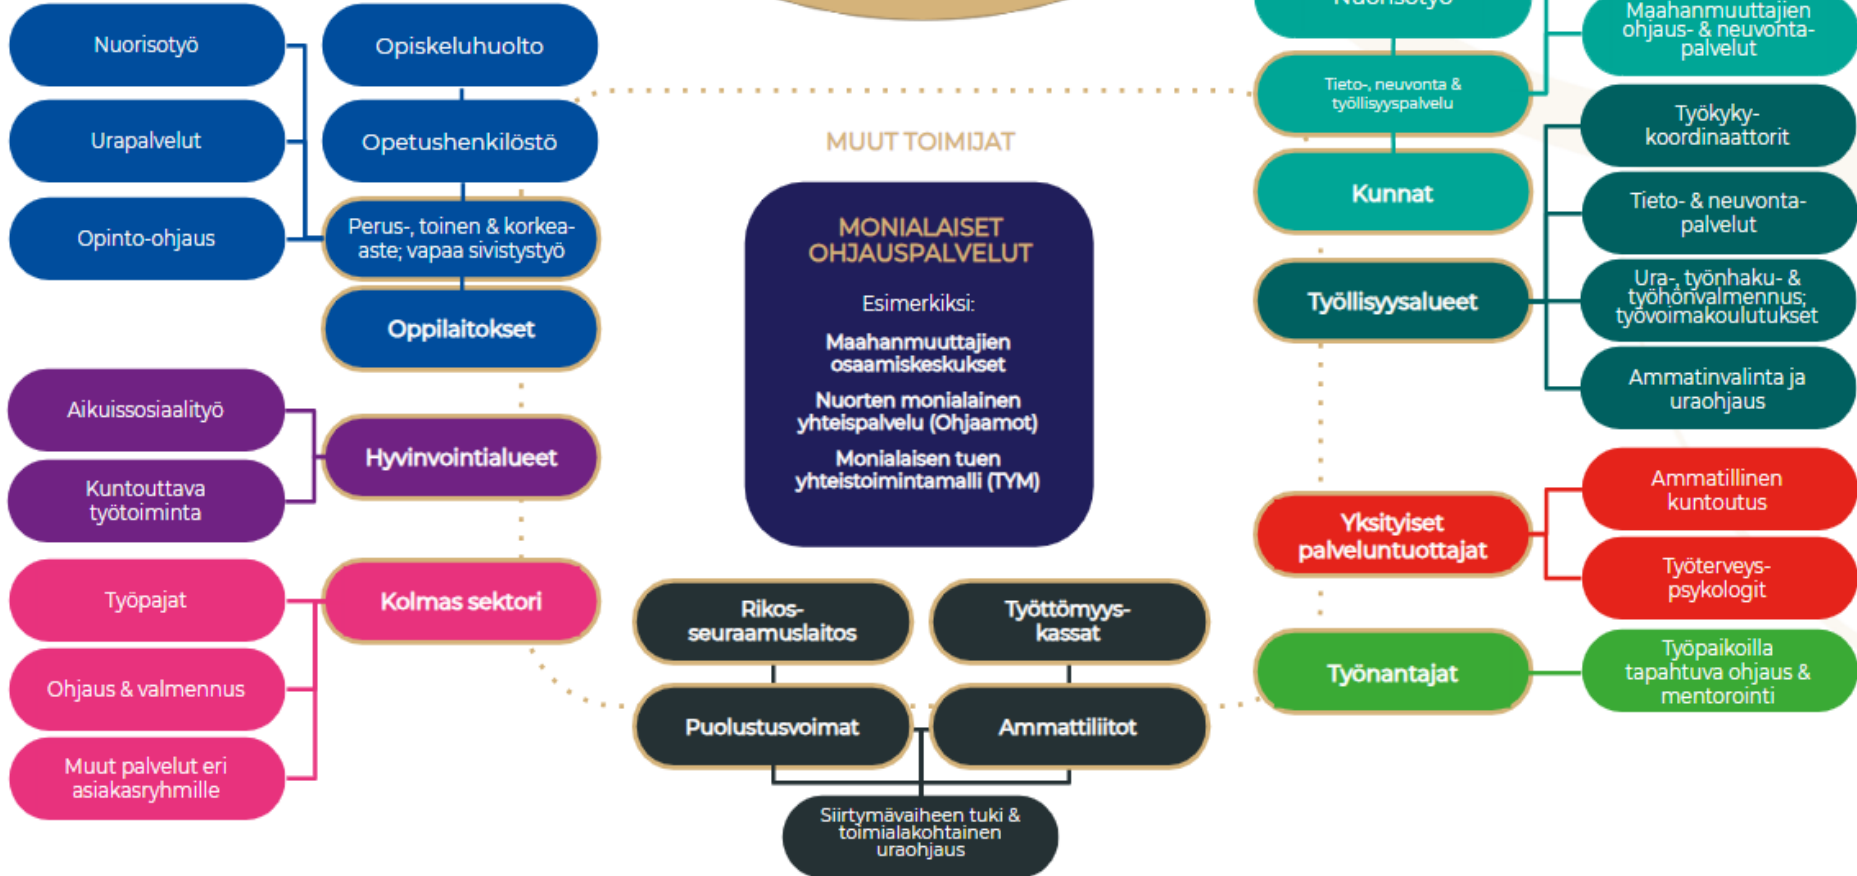 Nuorisotyö
Urapalvelut
Opinto-ohjaus
Opiskeluhuolto
Opetushenkilöstö
Perus-, toinen & korkea-
aste; vapaa sivistystyö
Oppilaitokset
Aikuissosiaalityö
Kuntouttava
työtoiminta
Hyvinvointialueet
Työpajat
Ohjaus & valmennus
Muut palvelut eri
asiakasryhmille
Kolmas sektori
MUUT TOIMIJAT
MONIALAISET
OHJAUSPALVELUT
Esimerkiksi:
Maahanmuuttajien
osaamiskeskukset
Nuorten monialainen
yhteispalvelu (Ohjaamot)
Monialaisen tuen
yhteistoimintamalli (TYM)
Rikos-
seuraamuslaitos
Työttömyys-
kassat
Puolustusvoimat
Ammattiliitot
Siirtymävaiheen tuki &
toimialakohtainen
uraohjaus
Nuorisotyö
Tieto-, neuvonta &
työllisyyspalvelu
Kunnat
Maahanmuuttajien
ohjaus- & neuvonta-
palvelut
Työllisyysalueet
Työkyky-
koordinaattorit
Tieto- & neuvonta-
palvelut
Ura-, työnhaku- &
työhönvalmennus;
työvoimakoulutukset
Ammatinvalinta ja
uraohjaus
Yksityiset
palveluntuottajat
Ammatillinen
kuntoutus
Työterveys-
psykologit
Työnantajat
Työpaikoilla
tapahtuva ohjaus &
mentorointi